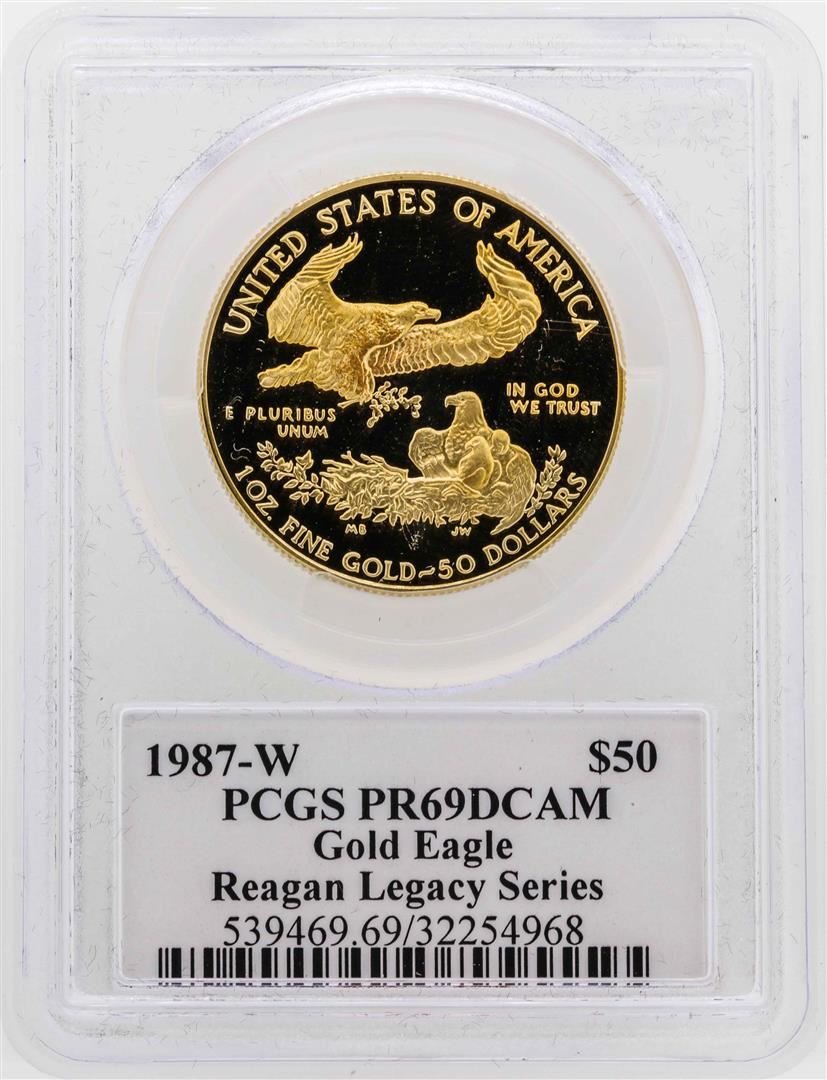 UNITED STATES OF AMERICA
E PLURIBUS
UNUM
IN GOD
WE TRUST
MB
JW
1 OZ. FINE GOLD~50 DOLLARS
1987-W $50
PCGS PR69DCAM
Gold Eagle
Reagan Legacy Series
539469.69/32254968